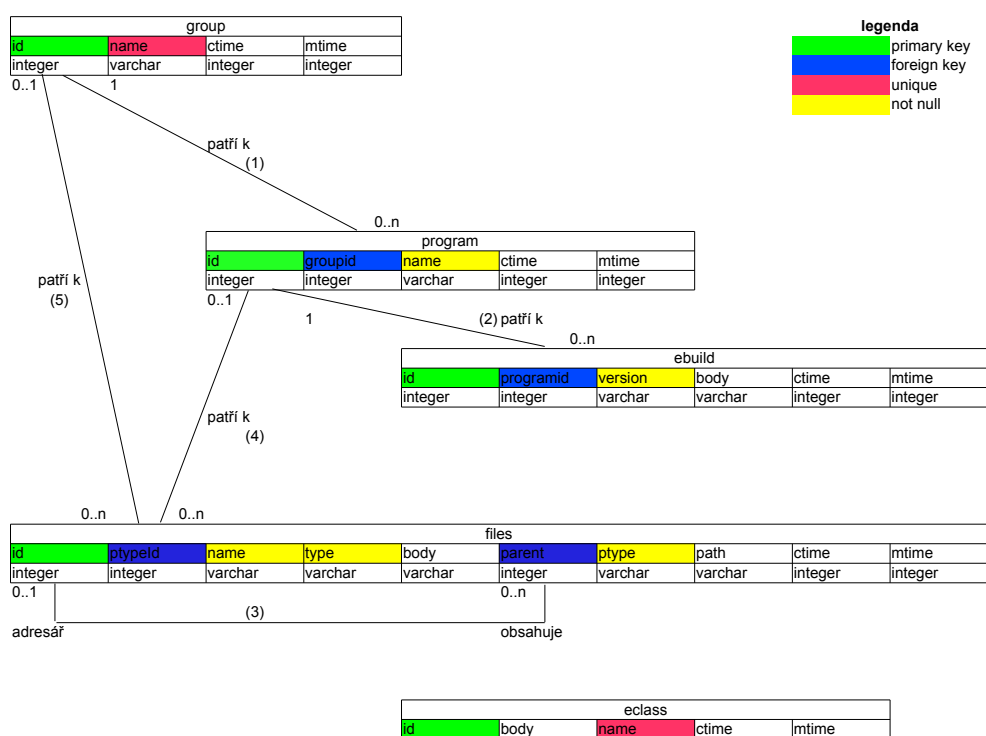 group
id name ctime mtime
integer varchar integer integer
0..1 1
legenda
primary key
foreign key
unique
not null
patří k
(1)
0..n
program
id groupid name ctime mtime
integer integer varchar integer integer
0..1
1
patří k
(5)
(2) patří k
0..n
ebuild
id programid version body ctime mtime
integer integer varchar varchar integer integer
patří k
(4)
0..n 0..n
files
id ptypeId name type body parent ptype path ctime mtime
integer integer varchar varchar varchar integer varchar varchar integer integer
0..1 0..n
(3)
adresář obsahuje
eclass
id body name ctime mtime